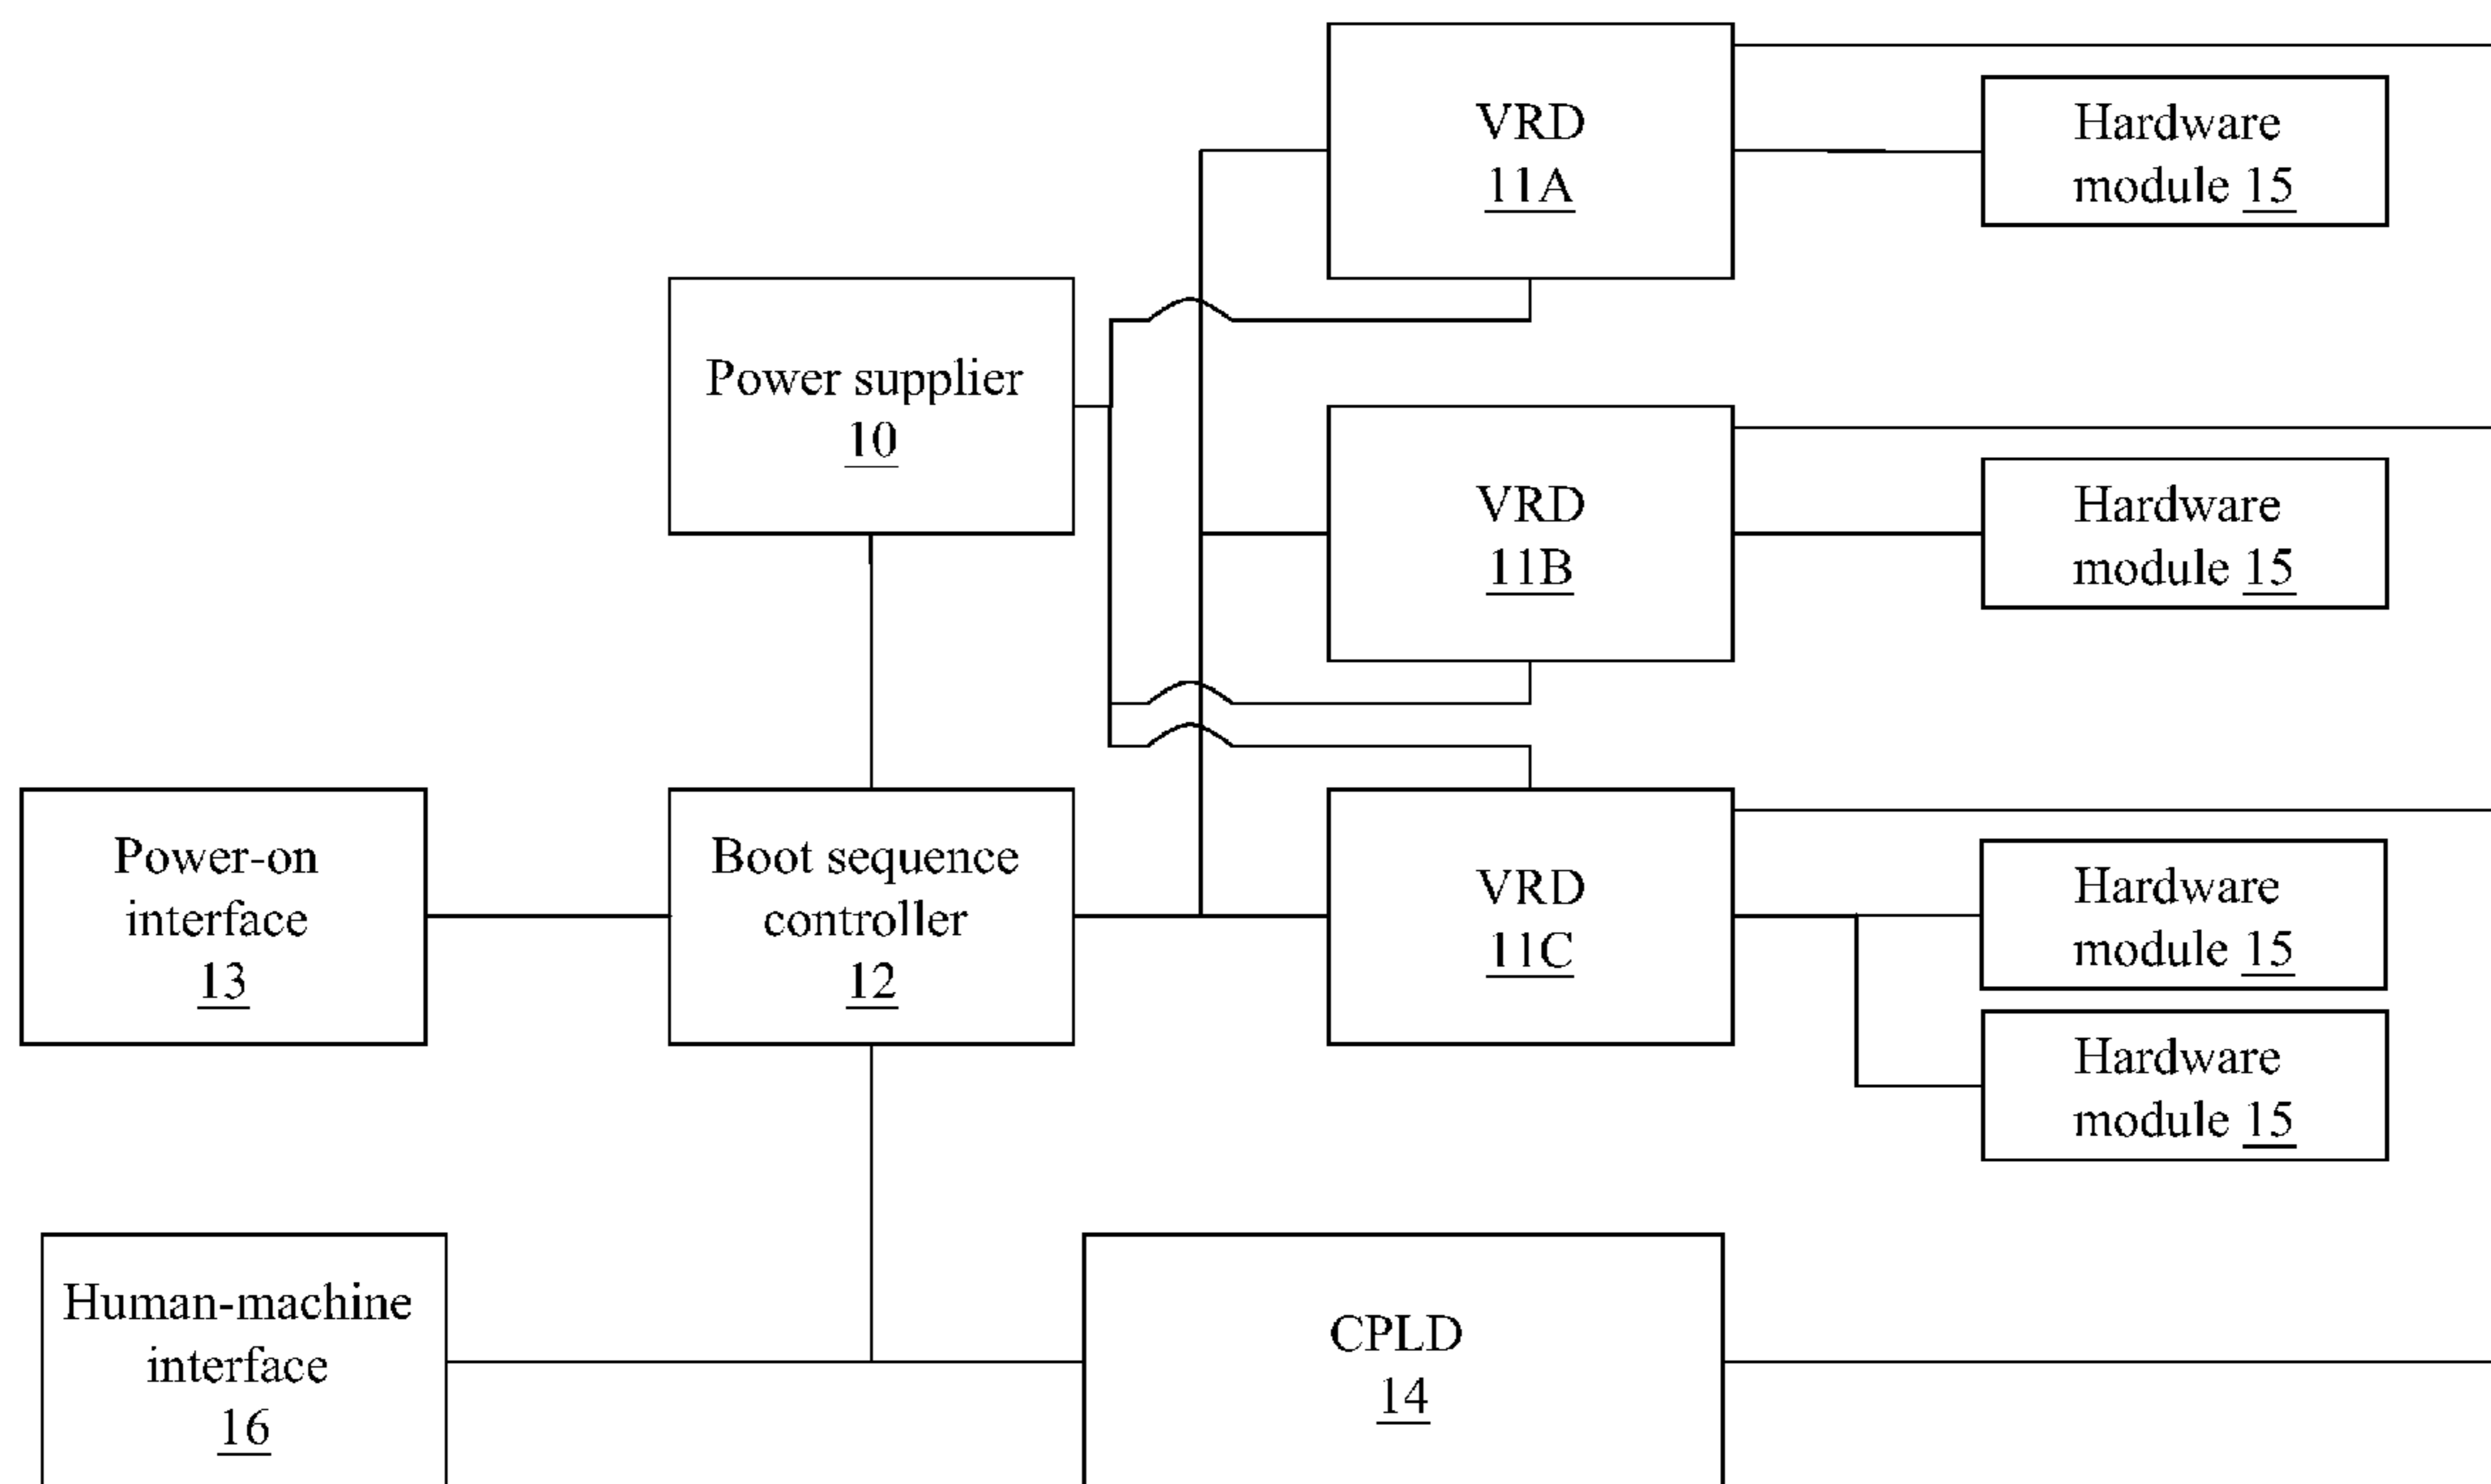 VRD
11A
Hardware
module 15
Power supplier
10
VRD
11B
Hardware
module 15
Power-on
interface
13
Boot sequence
controller
12
VRD
11C
Hardware
module 15
Hardware
module 15
Human-machine
interface
16
CPLD
14